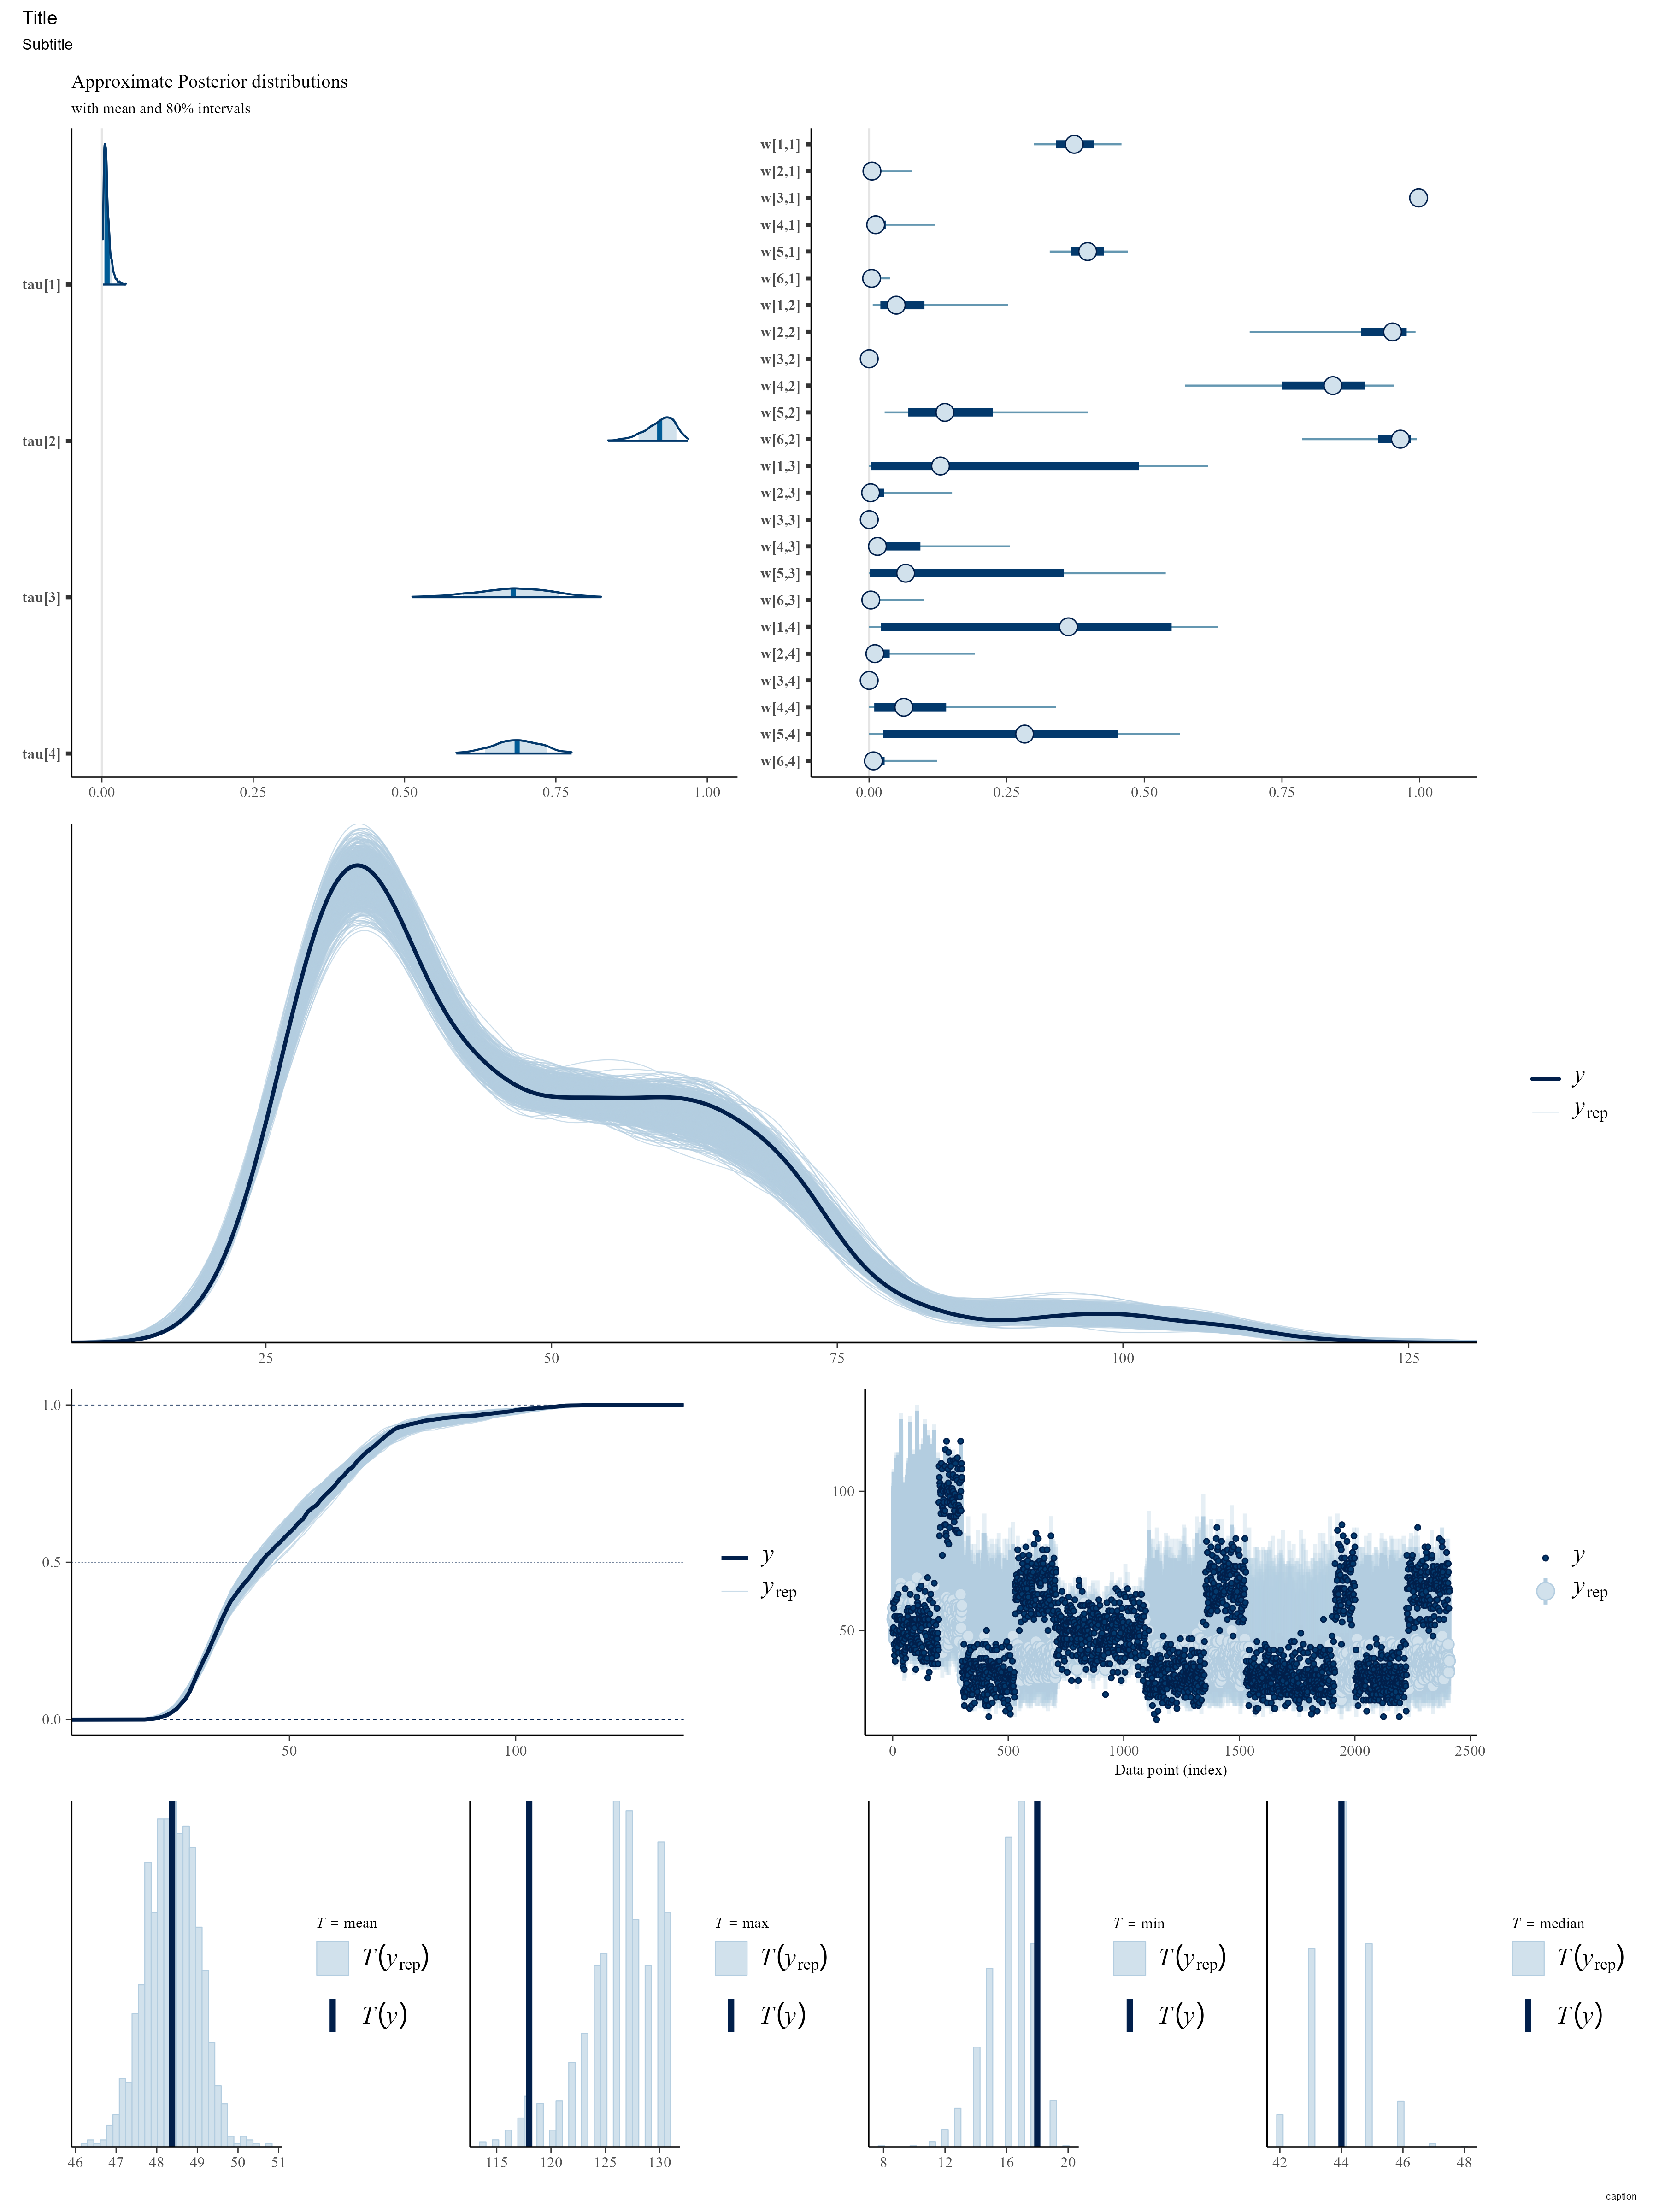 Title
Subtitle
Approximate Posterior distributions
with mean and 80% intervals
tau[1]
tau[2]
tau[3]
tau[4]
0.00 0.25 0.50 0.75 1.00
w[1,1]
w[2,1]
w[3,1]
w[4,1]
w[5,1]
w[6,1]
w[1,2]
w[2,2]
w[3,2]
w[4,2]
w[5,2]
w[6,2]
w[1,3]
w[2,3]
w[3,3]
w[4,3]
w[5,3]
w[6,3]
w[1,4]
w[2,4]
w[3,4]
w[4,4]
w[5,4]
w[6,4]
0.00 0.25 0.50 0.75 1.00
y
yrep
25 50 75 100 125
1.0
0.5
0.0
50 100
y
yrep
100
50
0 500 1000 1500 2000 2500
Data point (index)
y
yrep
46 47 48 49 50 51
T = mean
T(yrep)
T(y)
115 120 125 130
T = max
T(yrep)
T(y)
8 12 16 20
T = min
T(yrep)
T(y)
42 44 46 48
T = median
T(yrep)
T(y)
caption